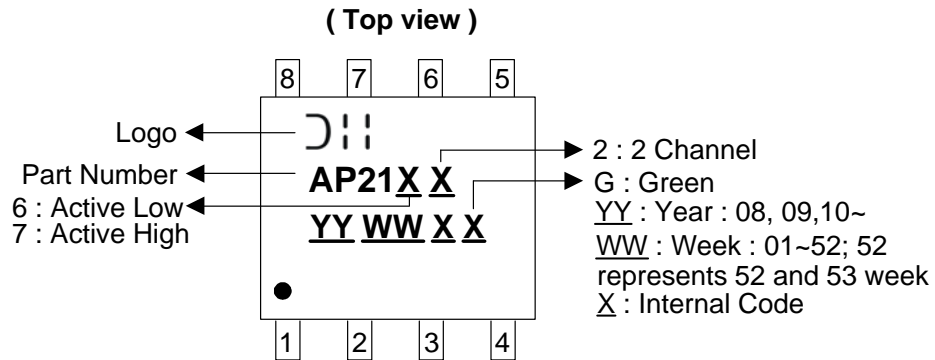 ( Top view )
8 7 6 5
Logo
Part Number
6 : Active Low
7 : Active High
AP21X X
YY WW X X
2 : 2 Channel
G : Green
YY : Year : 08, 09,10~
WW : Week : 01~52; 52
represents 52 and 53 week
X : Internal Code
1 2 3 4